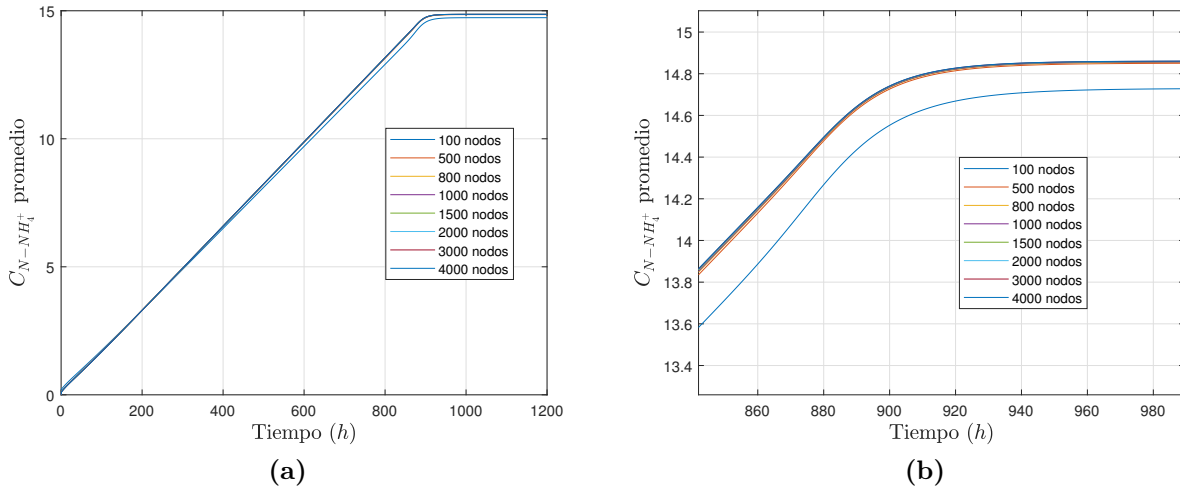 15
10
5
0
0
200
400
600
800
1000
1200
C_{N-NH_4^+} promedio
Tiempo (h)
100 nodos
500 nodos
800 nodos
1000 nodos
1500 nodos
2000 nodos
3000 nodos
4000 nodos
(a)
15
14.8
14.6
14.4
14.2
14
13.8
13.6
13.4
860
880
900
920
940
960
980
C_{N-NH_4^+} promedio
Tiempo (h)
100 nodos
500 nodos
800 nodos
1000 nodos
1500 nodos
2000 nodos
3000 nodos
4000 nodos
(b)